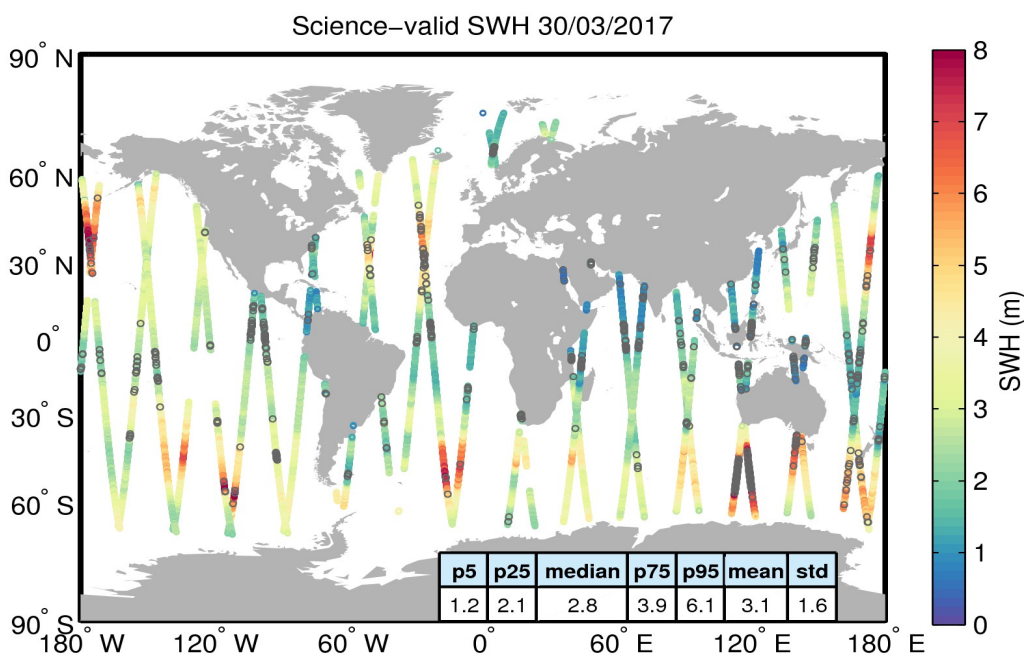 Science−valid SWH 30/03/2017
90° N
60° N
30° N
0°
30° S
60° S
90° S
180° W
120° W
60° W
0°
60° E
120° E
180° E
p5 p25 median p75 p95 mean std
1.2 2.1 2.8 3.9 6.1 3.1 1.6
8
7
6
5
4
3
2
1
0
SWH (m)